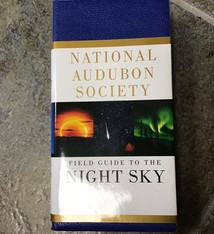 NATIONAL
AUDUBON
SOCIETY
FIELD GUIDE TO THE
NIGHT SKY